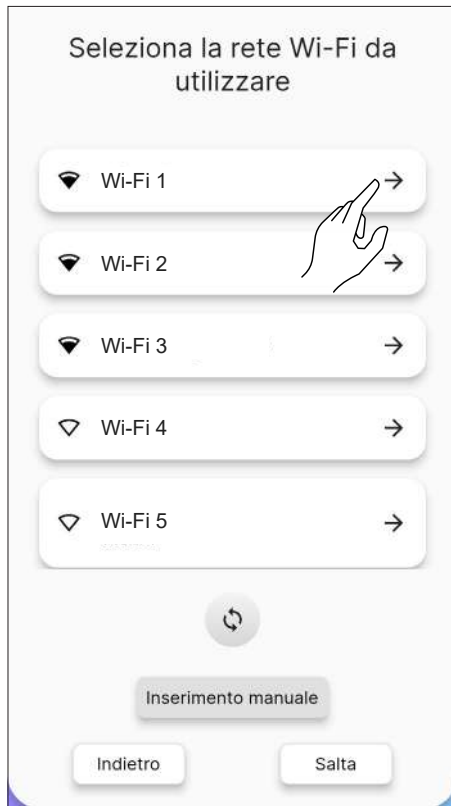 Seleziona la rete Wi-Fi da
utilizzare
Wi-Fi 1
Wi-Fi 2
Wi-Fi 3
Wi-Fi 4
Wi-Fi 5
Inserimento manuale
Indietro
Salta